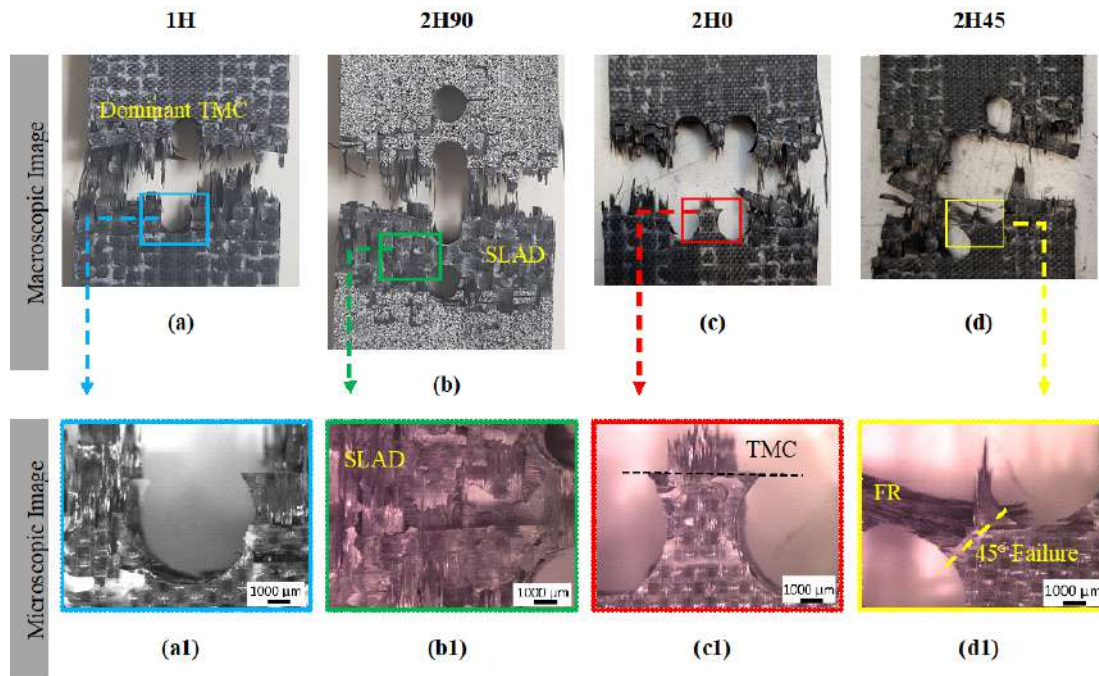 1H
2H90
2H0
2H45
Macroscopic Image
Dominant TMC
SLAD
(a)
(b)
(c)
(d)
Microscopic Image
SLAD
TMC
FR
45° Failure
1000 µm
1000 µm
1000 µm
1000 µm
(a1)
(b1)
(c1)
(d1)